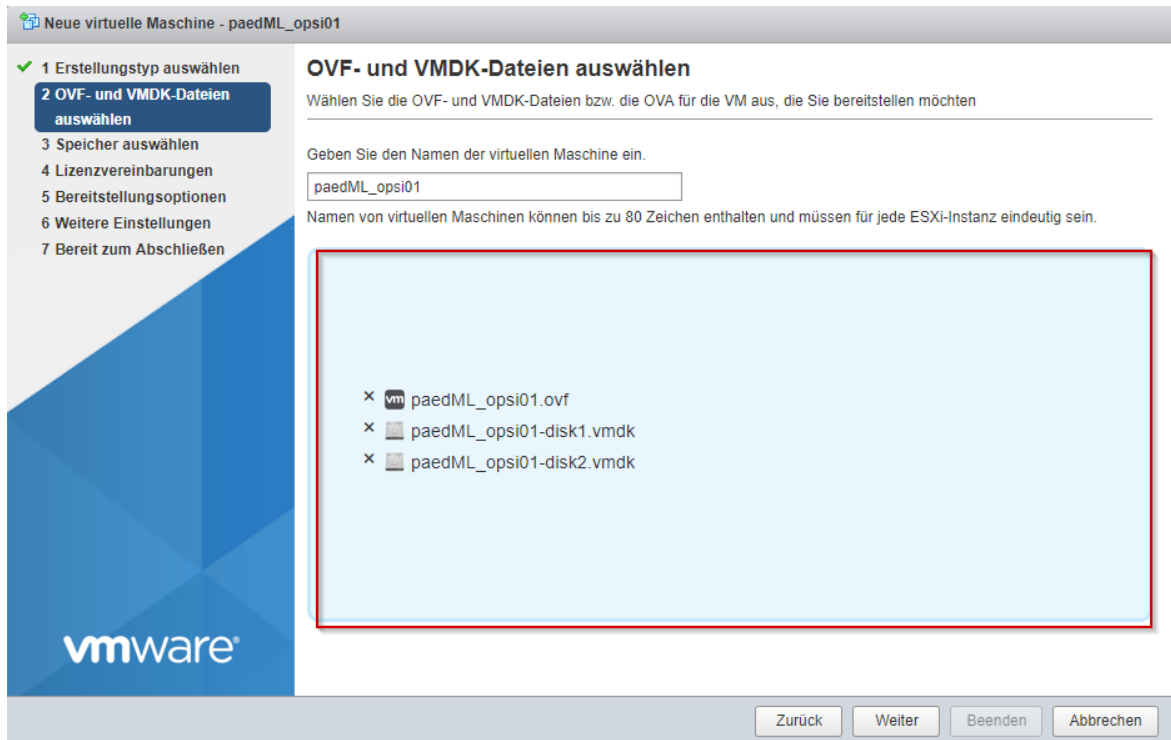 Neue virtuelle Maschine - paedML_opsi01
1 Erstellungstyp auswählen
2 OVF- und VMDK-Dateien
auswählen
3 Speicher auswählen
4 Lizenzvereinbarungen
5 Bereitstellungsoptionen
6 Weitere Einstellungen
7 Bereit zum Abschließen
vmware®
OVF- und VMDK-Dateien auswählen
Wählen Sie die OVF- und VMDK-Dateien bzw. die OVA für die VM aus, die Sie bereitstellen möchten
Geben Sie den Namen der virtuellen Maschine ein.
paedML_opsi01
Namen von virtuellen Maschinen können bis zu 80 Zeichen enthalten und müssen für jede ESXi-Instanz eindeutig sein.
× vm paedML_opsi01.ovf
× paedML_opsi01-disk1.vmdk
× paedML_opsi01-disk2.vmdk
Zurück Weiter Beenden Abbrechen